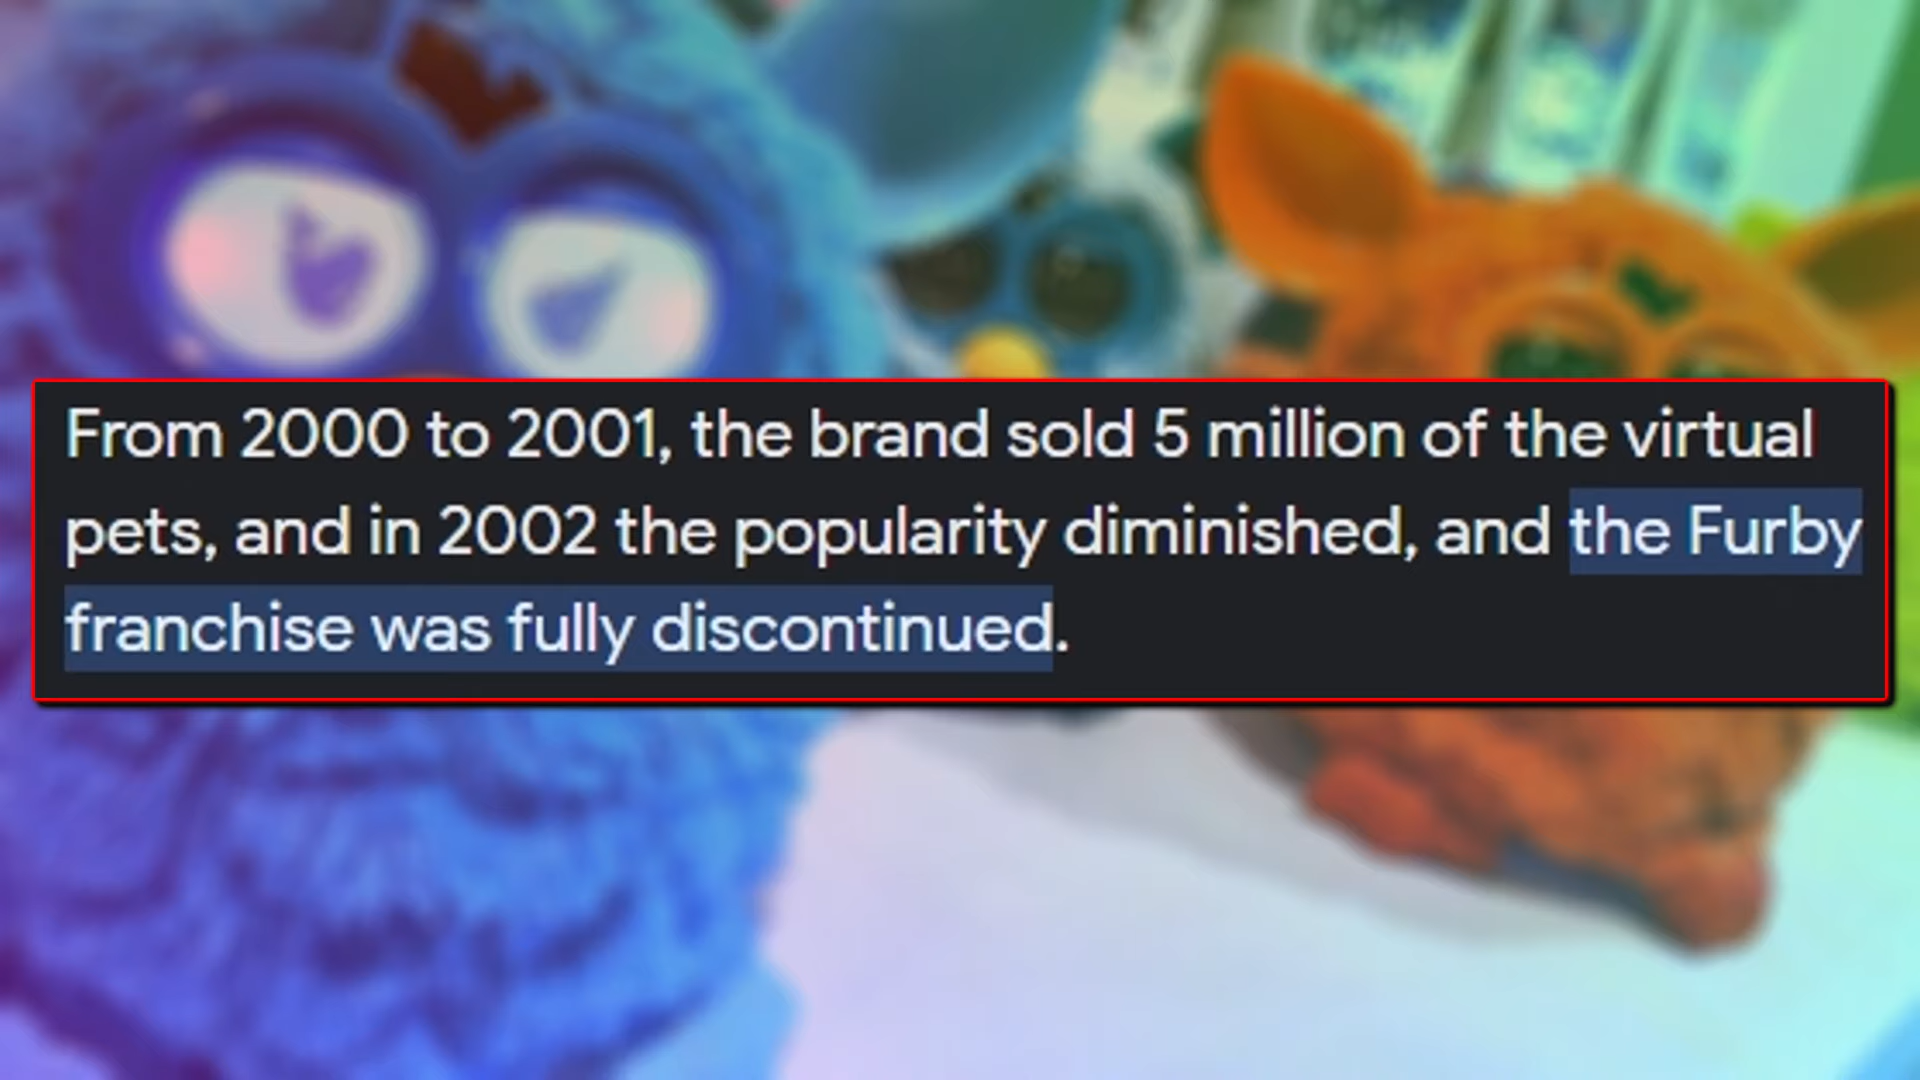 From 2000 to 2001, the brand sold 5 million of the virtual
pets, and in 2002 the popularity diminished, and the Furby
franchise was fully discontinued.